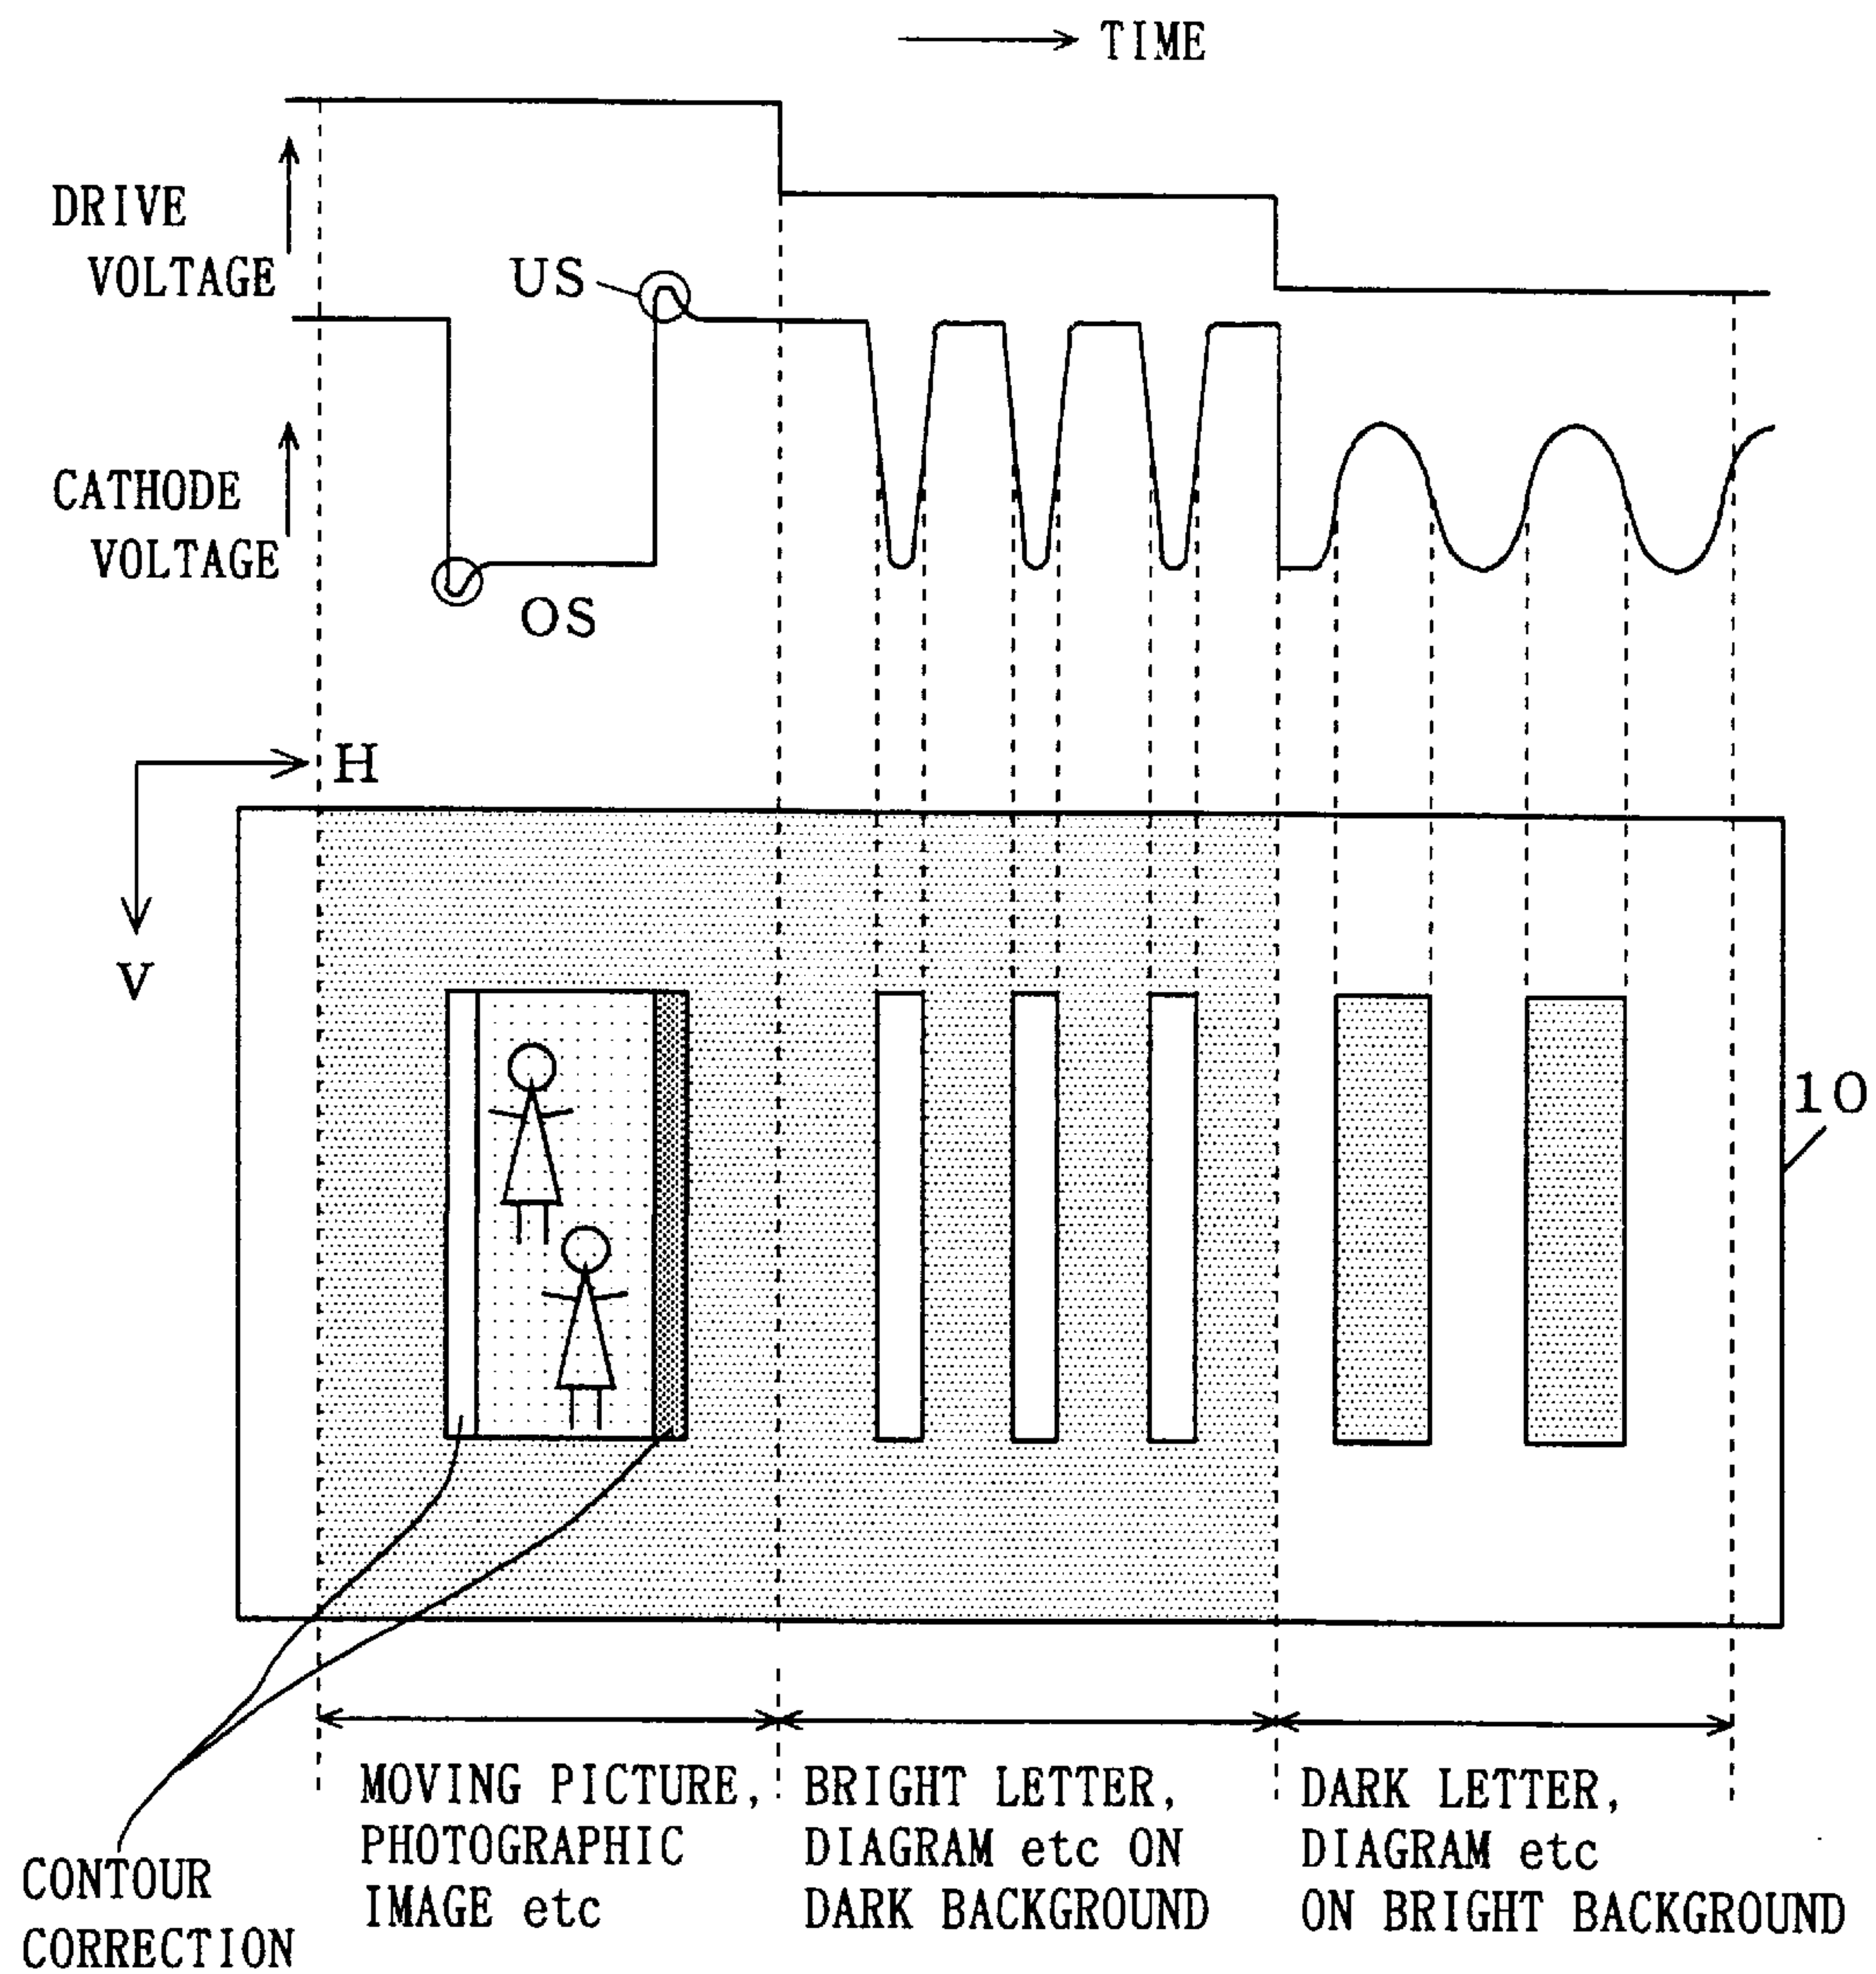 TIME
DRIVE
VOLTAGE
US
CATHODE
VOLTAGE
OS
H
V
10
MOVING PICTURE,
PHOTOGRAPHIC
IMAGE etc
BRIGHT LETTER,
DIAGRAM etc ON
DARK BACKGROUND
DARK LETTER,
DIAGRAM etc
ON BRIGHT BACKGROUND
CONTOUR
CORRECTION